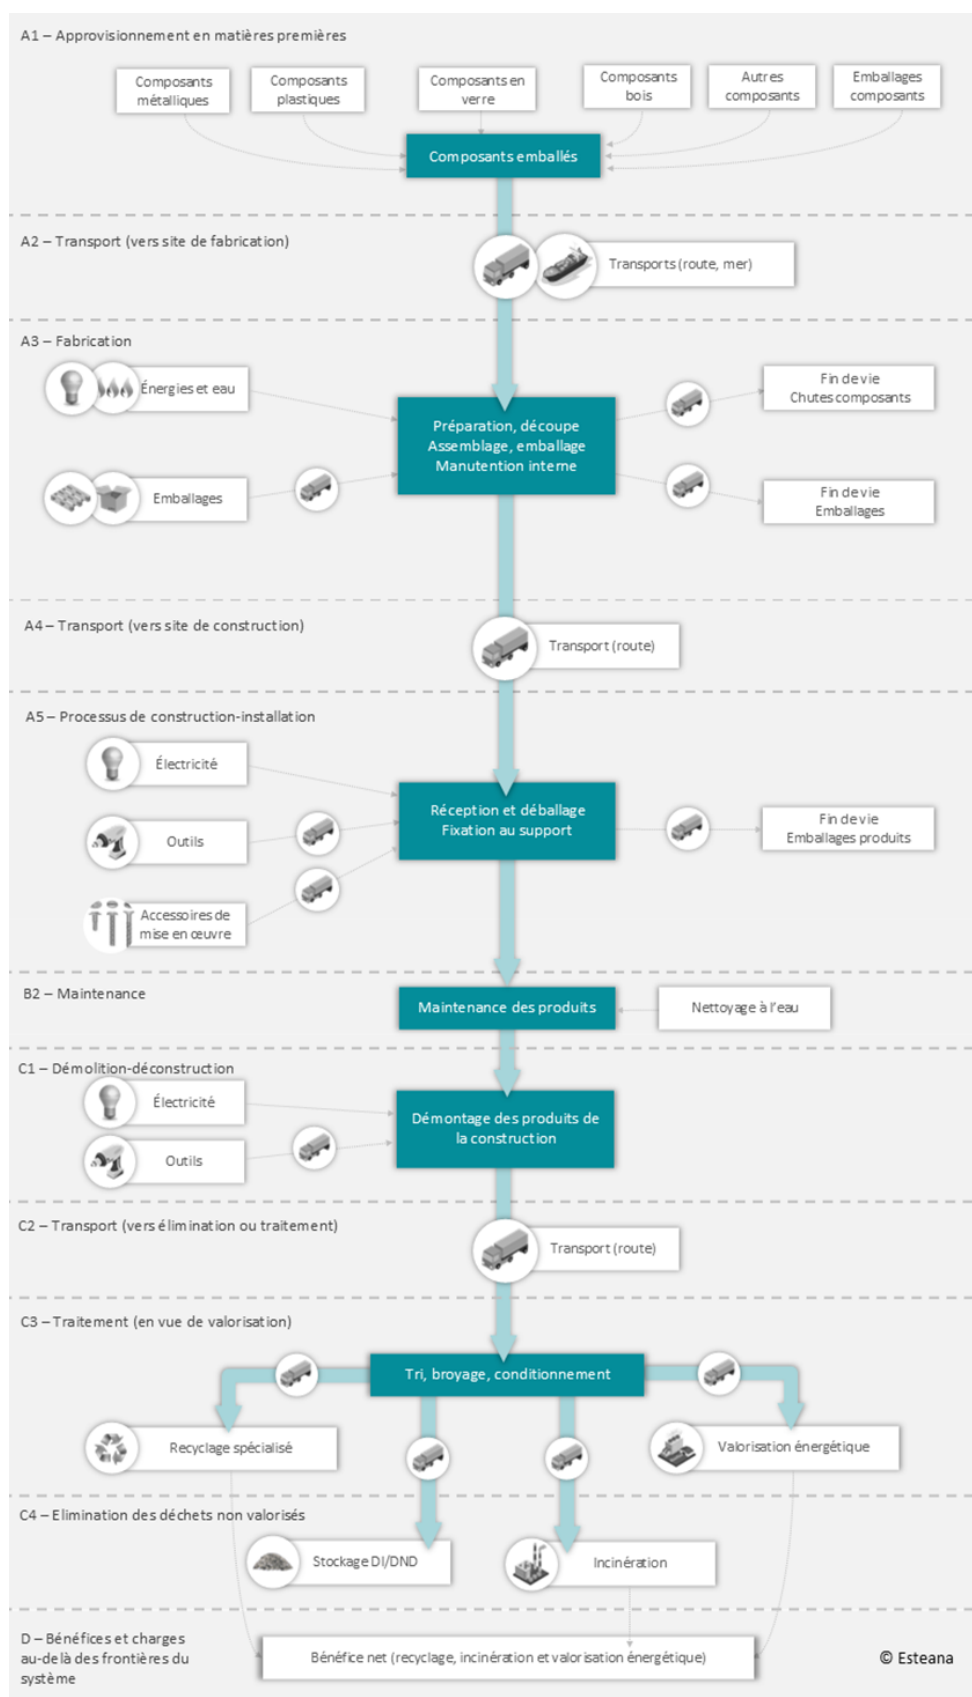 A1 – Approvisionnement en matières premières
Composants
métalliques
Composants
plastiques
Composants en
verre
Composants
bois
Autres
composants
Emballages
composants
Composants emballés
A2 – Transport (vers site de fabrication)
Transports (route, mer)
A3 – Fabrication
Énergies et eau
Préparation, découpe
Assemblage, emballage
Manutention interne
Fin de vie
Chutes composants
Emballages
Fin de vie
Emballages
A4 – Transport (vers site de construction)
Transport (route)
A5 – Processus de construction-installation
Électricité
Réception et déballage
Fixation au support
Outils
Fin de vie
Emballages produits
Accessoires de
mise en œuvre
B2 – Maintenance
Maintenance des produits
Nettoyage à l'eau
C1 – Démolition-déconstruction
Électricité
Démontage des produits de
la construction
Outils
C2 – Transport (vers élimination ou traitement)
Transport (route)
C3 – Traitement (en vue de valorisation)
Tri, broyage, conditionnement
Recyclage spécialisé
Valorisation énergétique
C4 – Elimination des déchets non valorisés
Stockage DI/DND
Incinération
D – Bénéfices et charges
au-delà des frontières du
système
Bénéfice net (recyclage, incinération et valorisation énergétique)
© Esteana